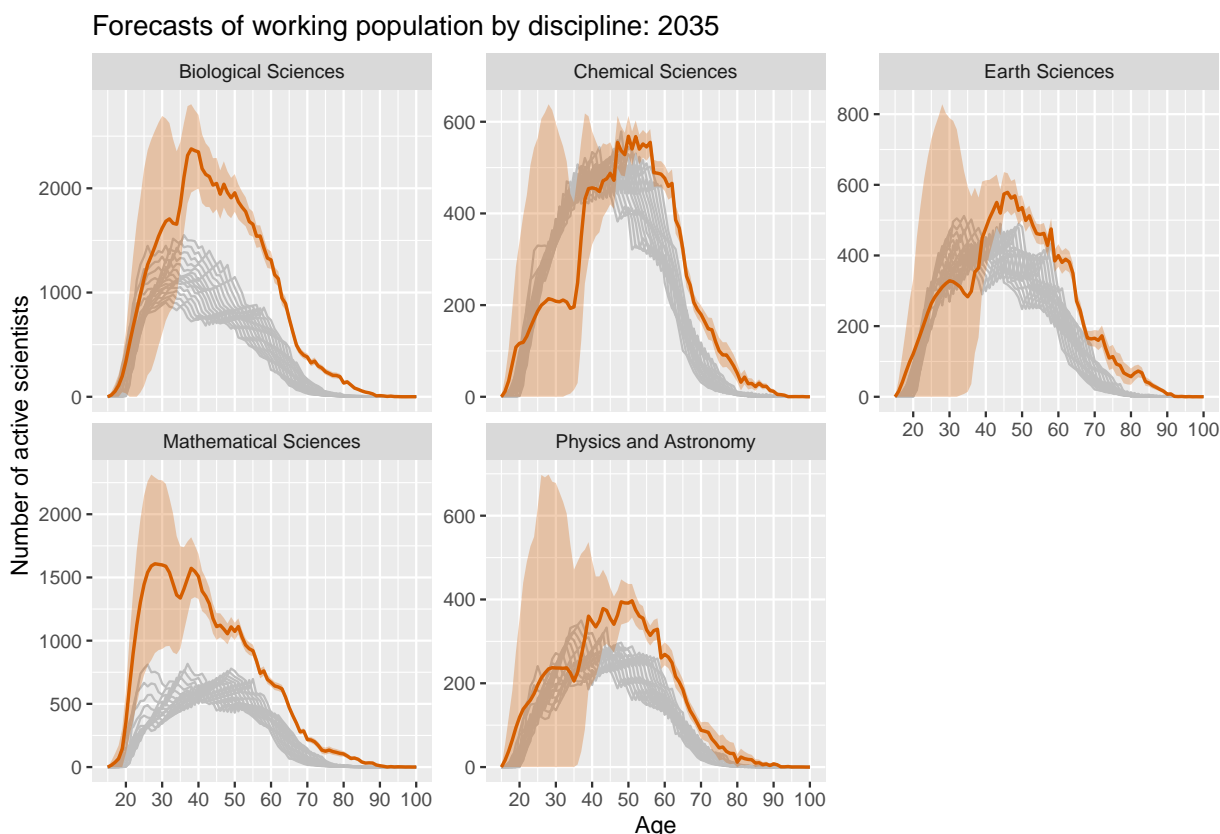 Forecasts of working population by discipline: 2035
Biological Sciences
Chemical Sciences
Earth Sciences
2000
1000
0
600
400
200
0
800
600
400
200
0
20 30 40 50 60 70 80 90 100
Mathematical Sciences
Physics and Astronomy
2000
1500
1000
500
0
600
400
200
0
20 30 40 50 60 70 80 90 100
20 30 40 50 60 70 80 90 100
Number of active scientists
Age